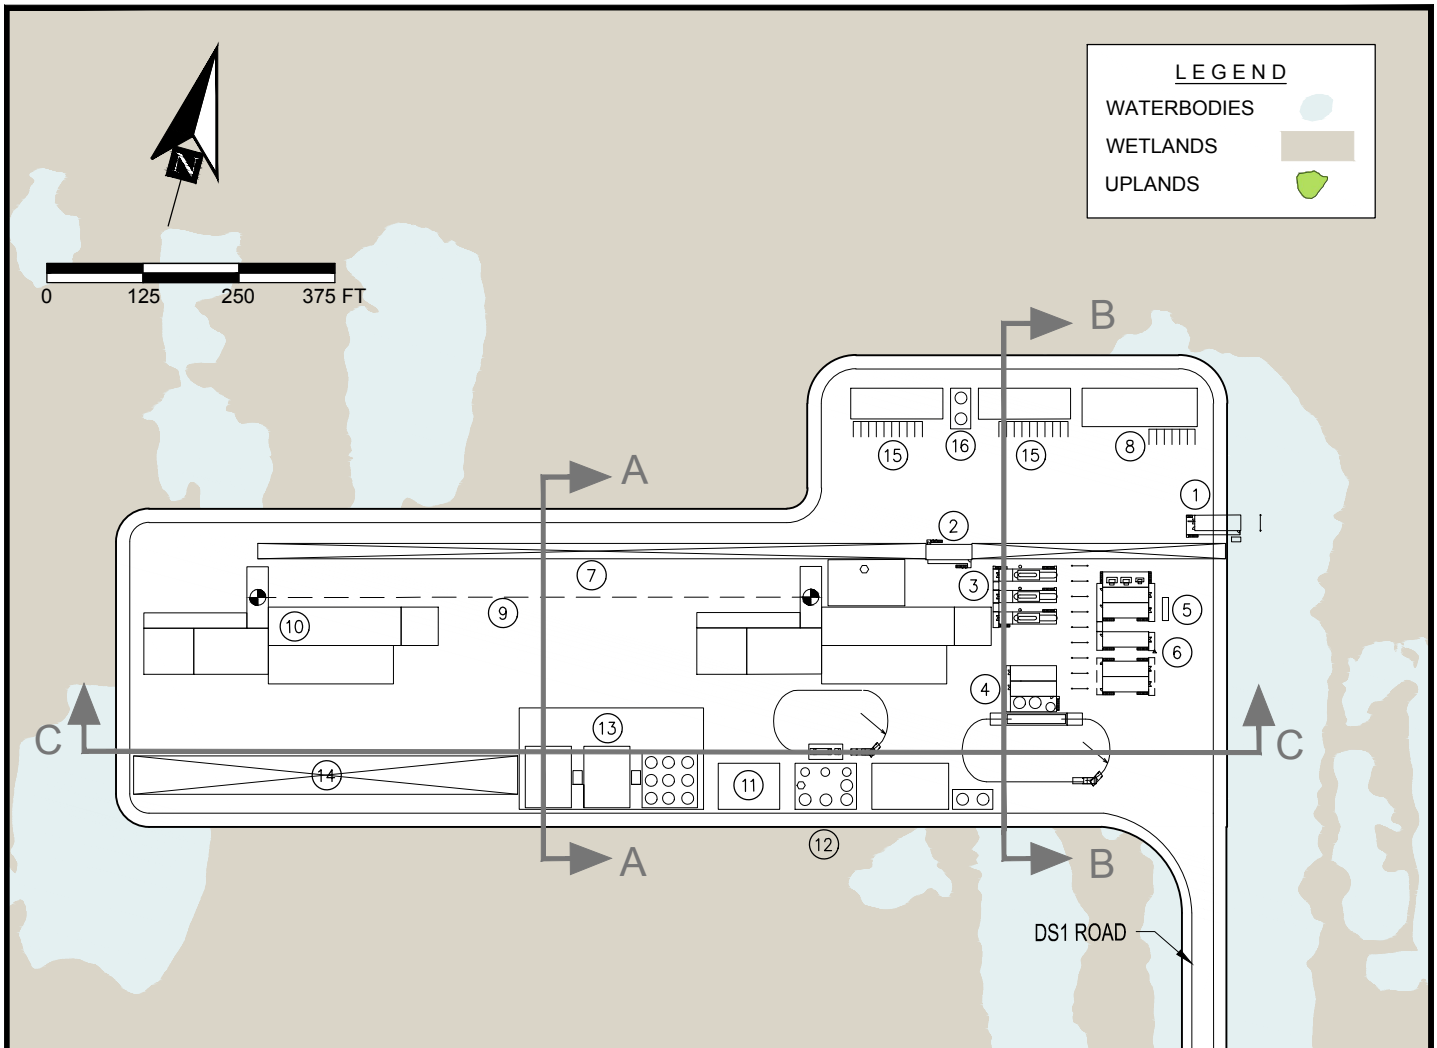 LEGEND
WATERBODIES
WETLANDS
UPLANDS
N
0 125 250 375 FT
B
A
15 16 15 8
1
2
7
3
9
10
5
6
4
C C
13
14
11
12
A
B
DS1 ROAD